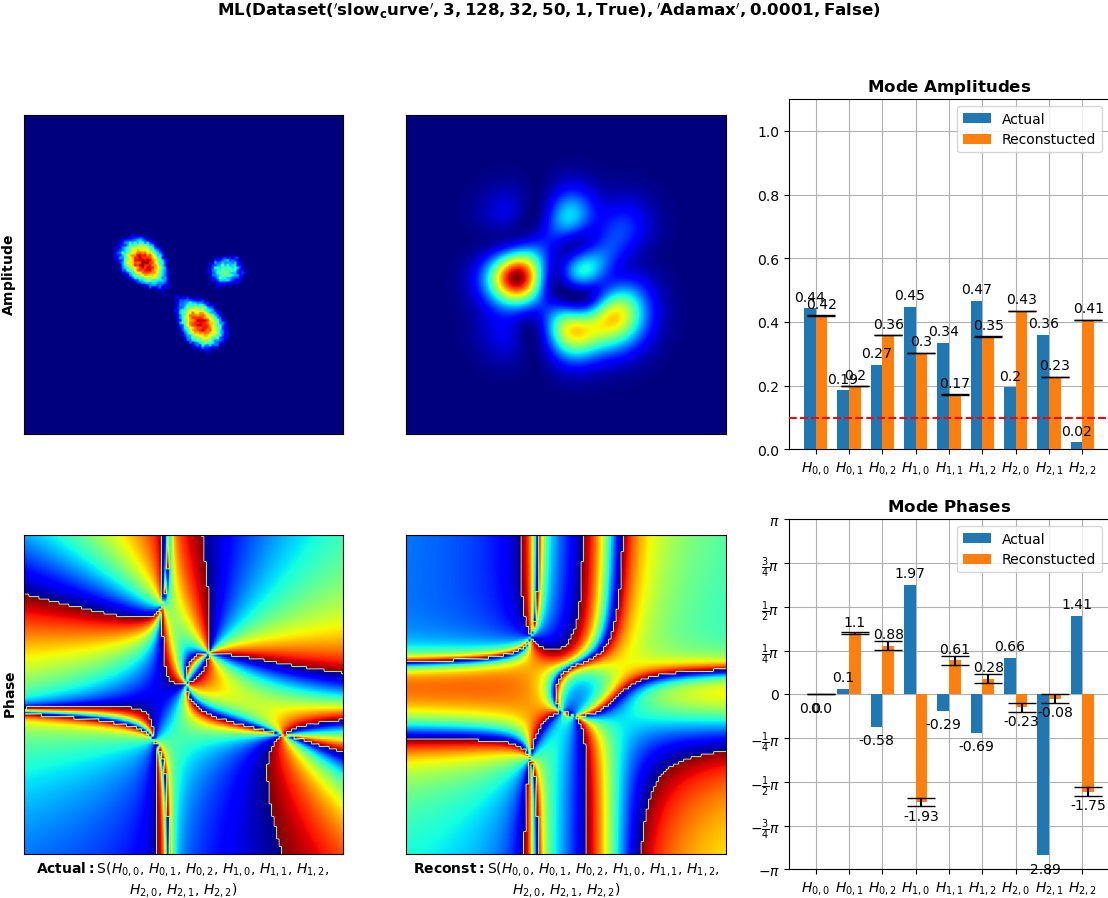 ML(Dataset('slow_curve', 3, 128, 32, 50, 1, True), 'Adamax', 0.0001, False)
Amplitude
Mode Amplitudes
Actual
Reconstucted
1.0
0.8
0.6
0.4
0.2
0.0
0.44 0.42 0.19 0.2 0.27 0.36 0.45 0.3 0.34 0.17 0.47 0.35 0.2 0.43 0.36 0.23 0.02 0.41
H0,0 H0,1 H0,2 H1,0 H1,1 H1,2 H2,0 H2,1 H2,2
Phase
Mode Phases
Actual
Reconstucted
π
3/4π
1/2π
1/4π
0
−1/4π
−1/2π
−3/4π
−π
0.0 0.0 0.1 1.1 -0.58 0.88 1.97 -1.93 -0.29 0.61 -0.69 0.28 0.66 -0.23 -2.89 -0.08 1.41 -1.75
H0,0 H0,1 H0,2 H1,0 H1,1 H1,2 H2,0 H2,1 H2,2
Actual: S(H0,0, H0,1, H0,2, H1,0, H1,1, H1,2,
H2,0, H2,1, H2,2)
Reconst: S(H0,0, H0,1, H0,2, H1,0, H1,1, H1,2,
H2,0, H2,1, H2,2)